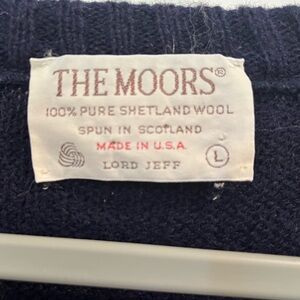 THE MOORS®
100% PURE SHETLAND WOOL
SPUN IN SCOTLAND
MADE IN U.S.A.
LORD JEFF
L